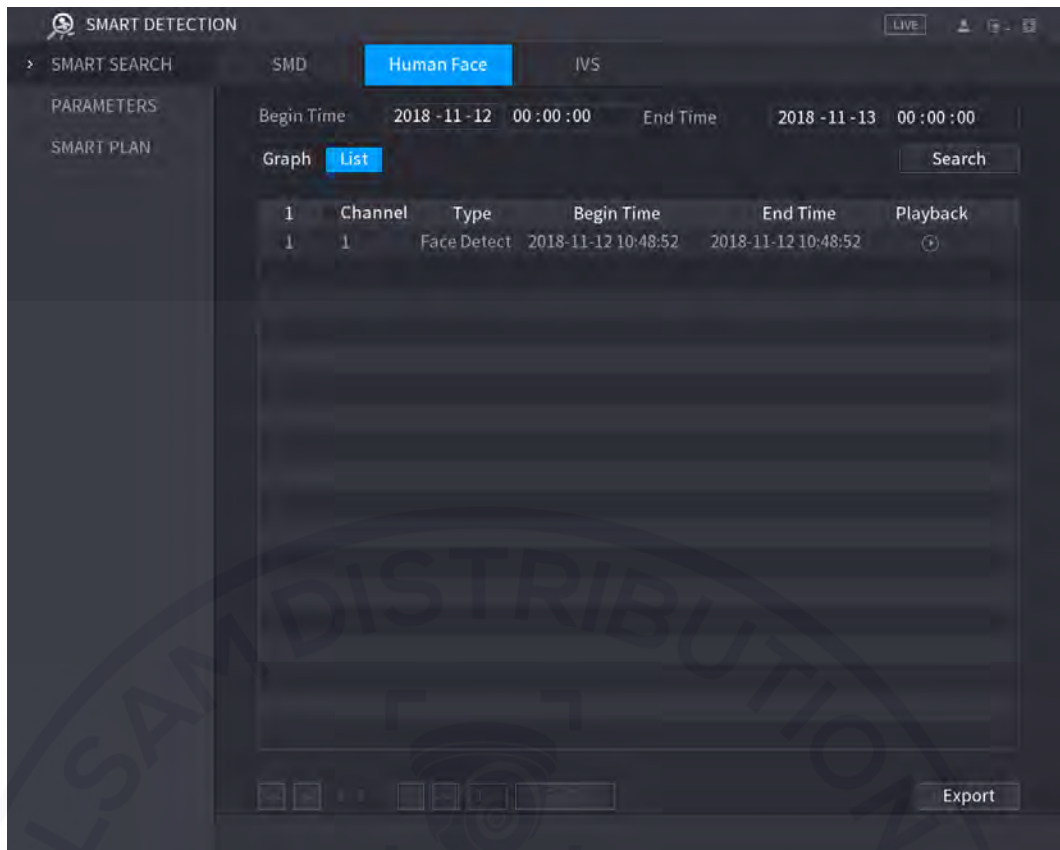 SMART DETECTION LIVE
SMART SEARCH SMD Human Face IVS
PARAMETERS
SMART PLAN
Begin Time 2018 -11 -12 00 :00 :00 End Time 2018 -11 -13 00 :00 :00
Graph List Search
1 Channel Type Begin Time End Time Playback
1 1 Face Detect 2018-11-12 10:48:52 2018-11-12 10:48:52
Export
SAMDISTRIBUTION